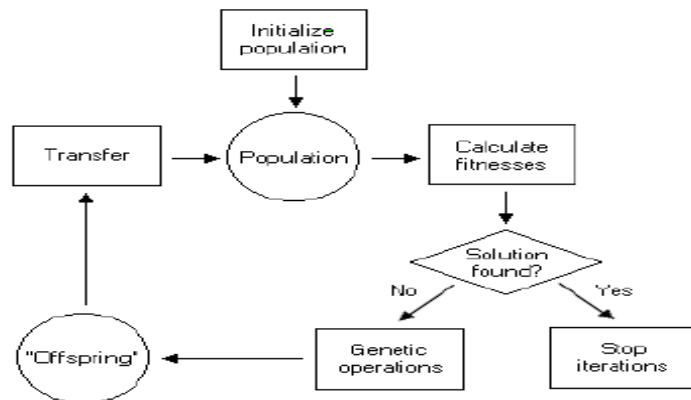 Initialize
population
Transfer
Population
Calculate
fitnesses
Solution
found?
No
Yes
"Offspring"
Genetic
operations
Stop
iterations